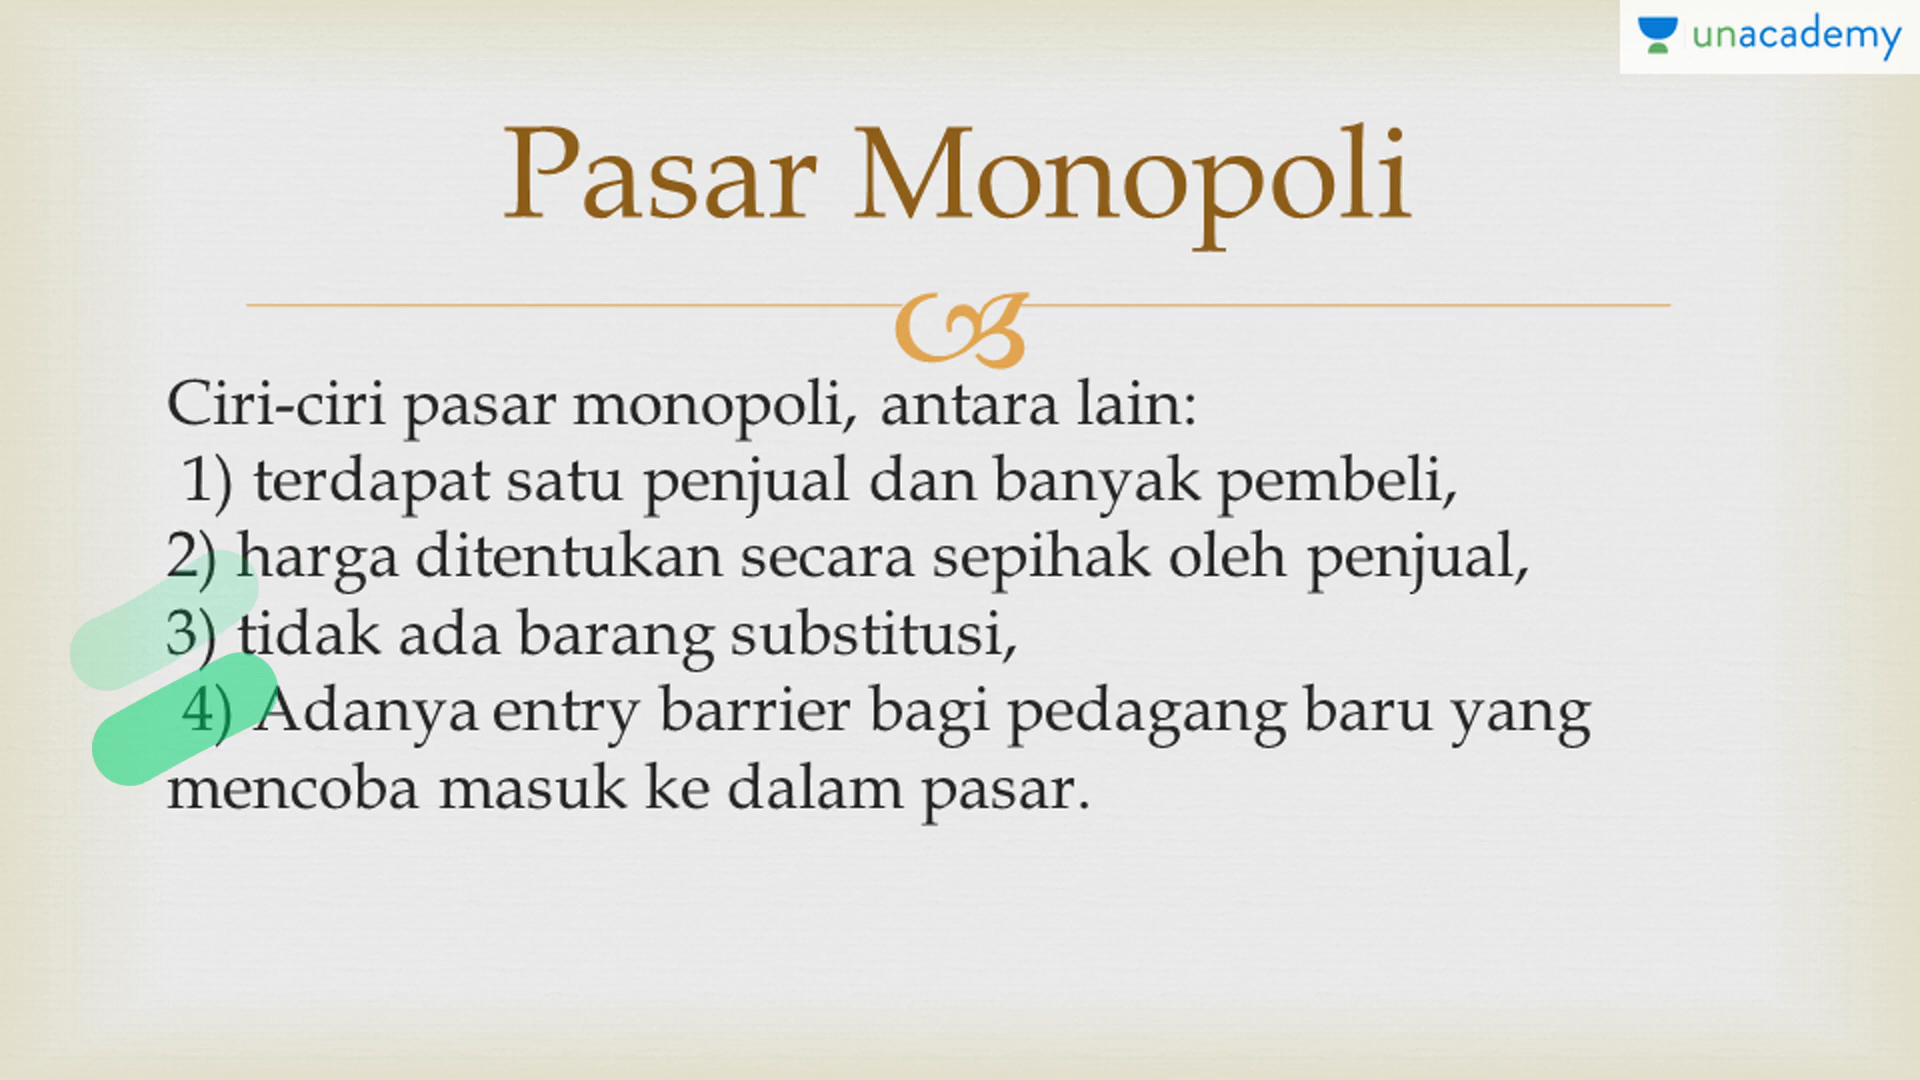 unacademy
Pasar Monopoli
Ciri-ciri pasar monopoli, antara lain:
1) terdapat satu penjual dan banyak pembeli,
2) harga ditentukan secara sepihak oleh penjual,
3) tidak ada barang substitusi,
4) Adanya entry barrier bagi pedagang baru yang
mencoba masuk ke dalam pasar.